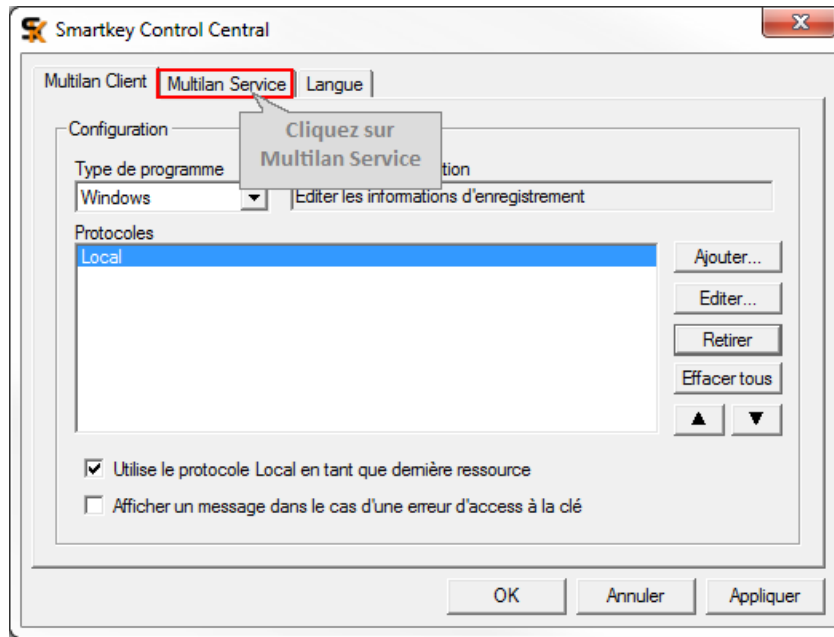 Smartkey Control Central
Multilan Client Multilan Service Langue
Cliquez sur
Multilan Service
Configuration
Type de programme tion
Windows Editer les informations d'enregistrement
Protocoles
Local
Ajouter...
Editer...
Retirer
Effacer tous
Utilise le protocole Local en tant que dernière ressource
Afficher un message dans le cas d'une erreur d'access à la clé
OK Annuler Appliquer